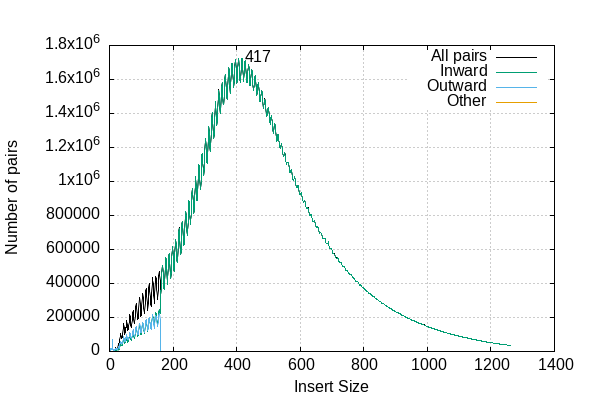 1.8x10^6
417
All pairs
Inward
Outward
Other
1.6x10^6
1.4x10^6
1.2x10^6
1x10^6
800000
600000
400000
200000
0
Number of pairs
0 200 400 600 800 1000 1200 1400
Insert Size